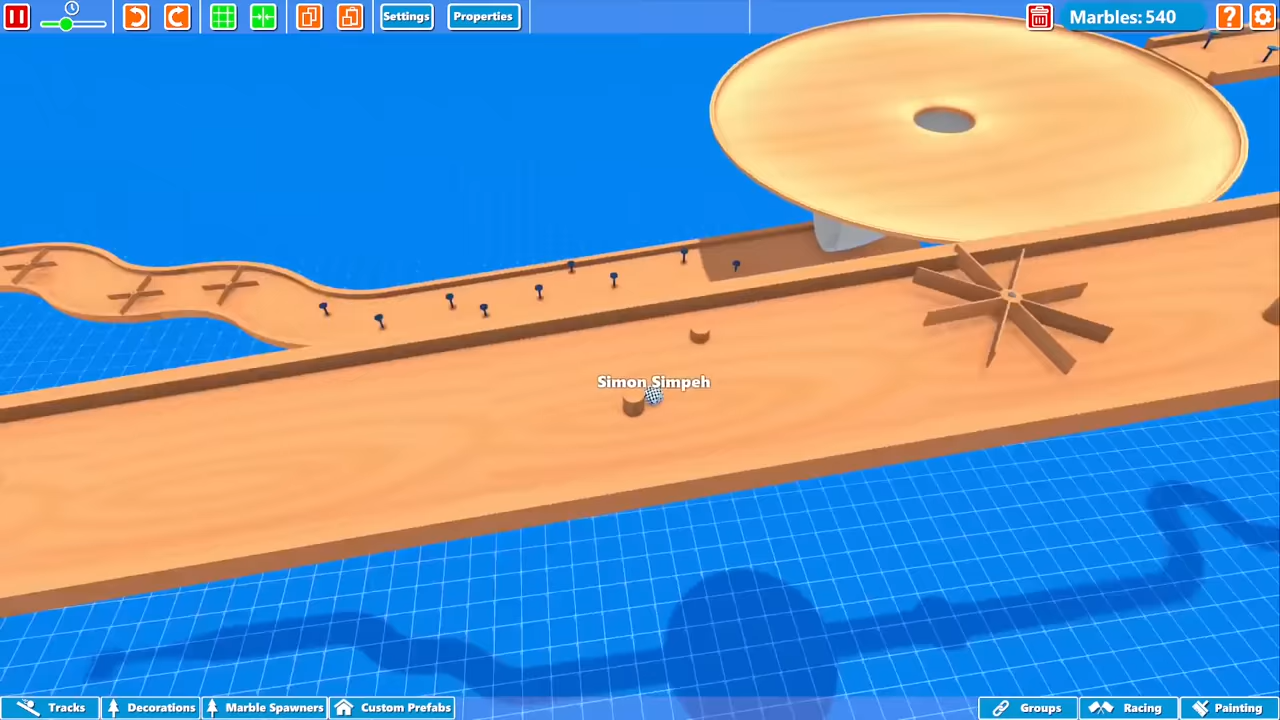 Settings
Properties
Marbles: 540
?
Simon Simpeh
Tracks
Decorations
Marble Spawners
Custom Prefabs
Groups
Racing
Painting